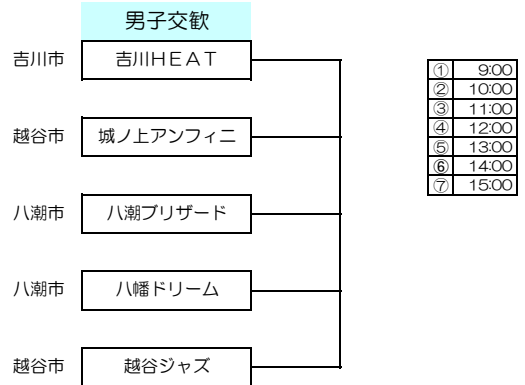 男子交歓
吉川市 吉川HEAT
越谷市 城ノ上アンフィニ
八潮市 八潮ブリザード
八潮市 八幡ドリーム
越谷市 越谷ジャズ
① 9:00
② 10:00
③ 11:00
④ 12:00
⑤ 13:00
⑥ 14:00
⑦ 15:00